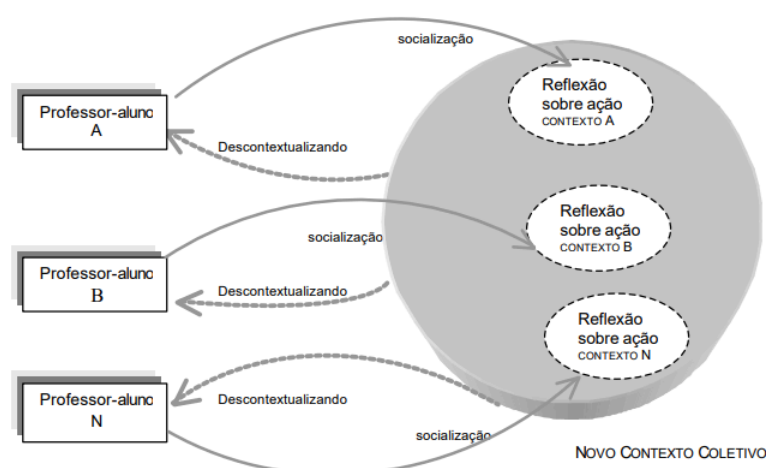 socialização
Reflexão
sobre ação
CONTEXTO A
Professor-aluno
A
Descontextualizando
Reflexão
sobre ação
CONTEXTO B
socialização
Professor-aluno
B
Descontextualizando
Reflexão
sobre ação
CONTEXTO N
Professor-aluno
N
Descontextualizando
socialização
NOVO CONTEXTO COLETIVO